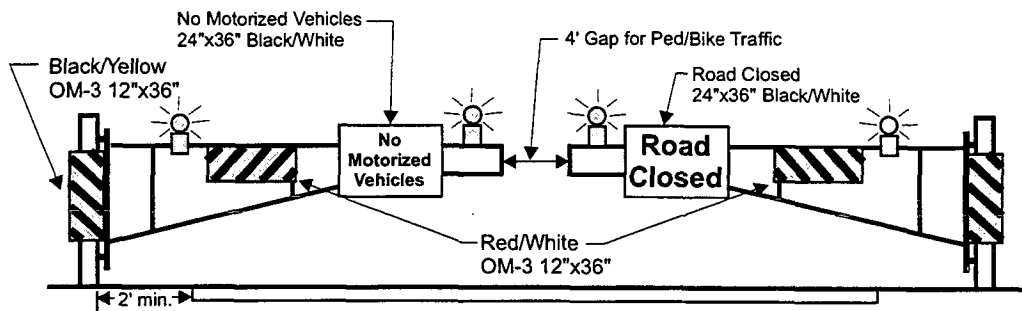 No Motorized Vehicles
24"x36" Black/White
4' Gap for Ped/Bike Traffic
Black/Yellow
OM-3 12"x36"
Road Closed
24"x36" Black/White
No
Motorized
Vehicles
Road
Closed
Red/White
OM-3 12"x36"
2' min.